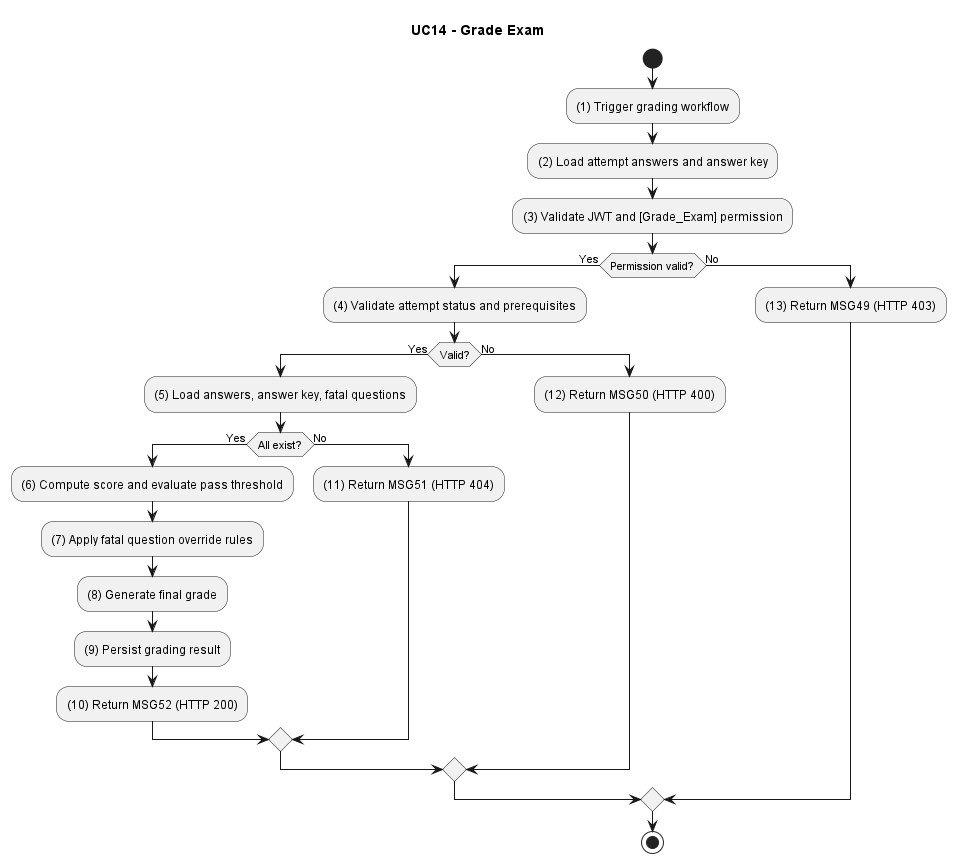 UC14 - Grade Exam
(1) Trigger grading workflow
(2) Load attempt answers and answer key
(3) Validate JWT and [Grade_Exam] permission
Yes
Permission valid?
No
(4) Validate attempt status and prerequisites
(13) Return MSG49 (HTTP 403)
Yes
Valid?
No
(5) Load answers, answer key, fatal questions
(12) Return MSG50 (HTTP 400)
Yes
All exist?
No
(6) Compute score and evaluate pass threshold
(11) Return MSG51 (HTTP 404)
(7) Apply fatal question override rules
(8) Generate final grade
(9) Persist grading result
(10) Return MSG52 (HTTP 200)